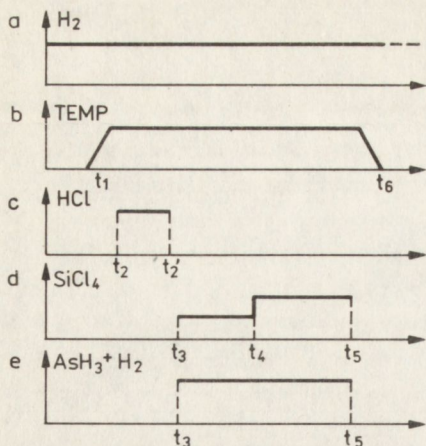 a H₂
b TEMP
t₁ t₆
c HCl
t₂ t₂'
d SiCl₄
t₃ t₄ t₅
e AsH₃ + H₂
t₃ t₅